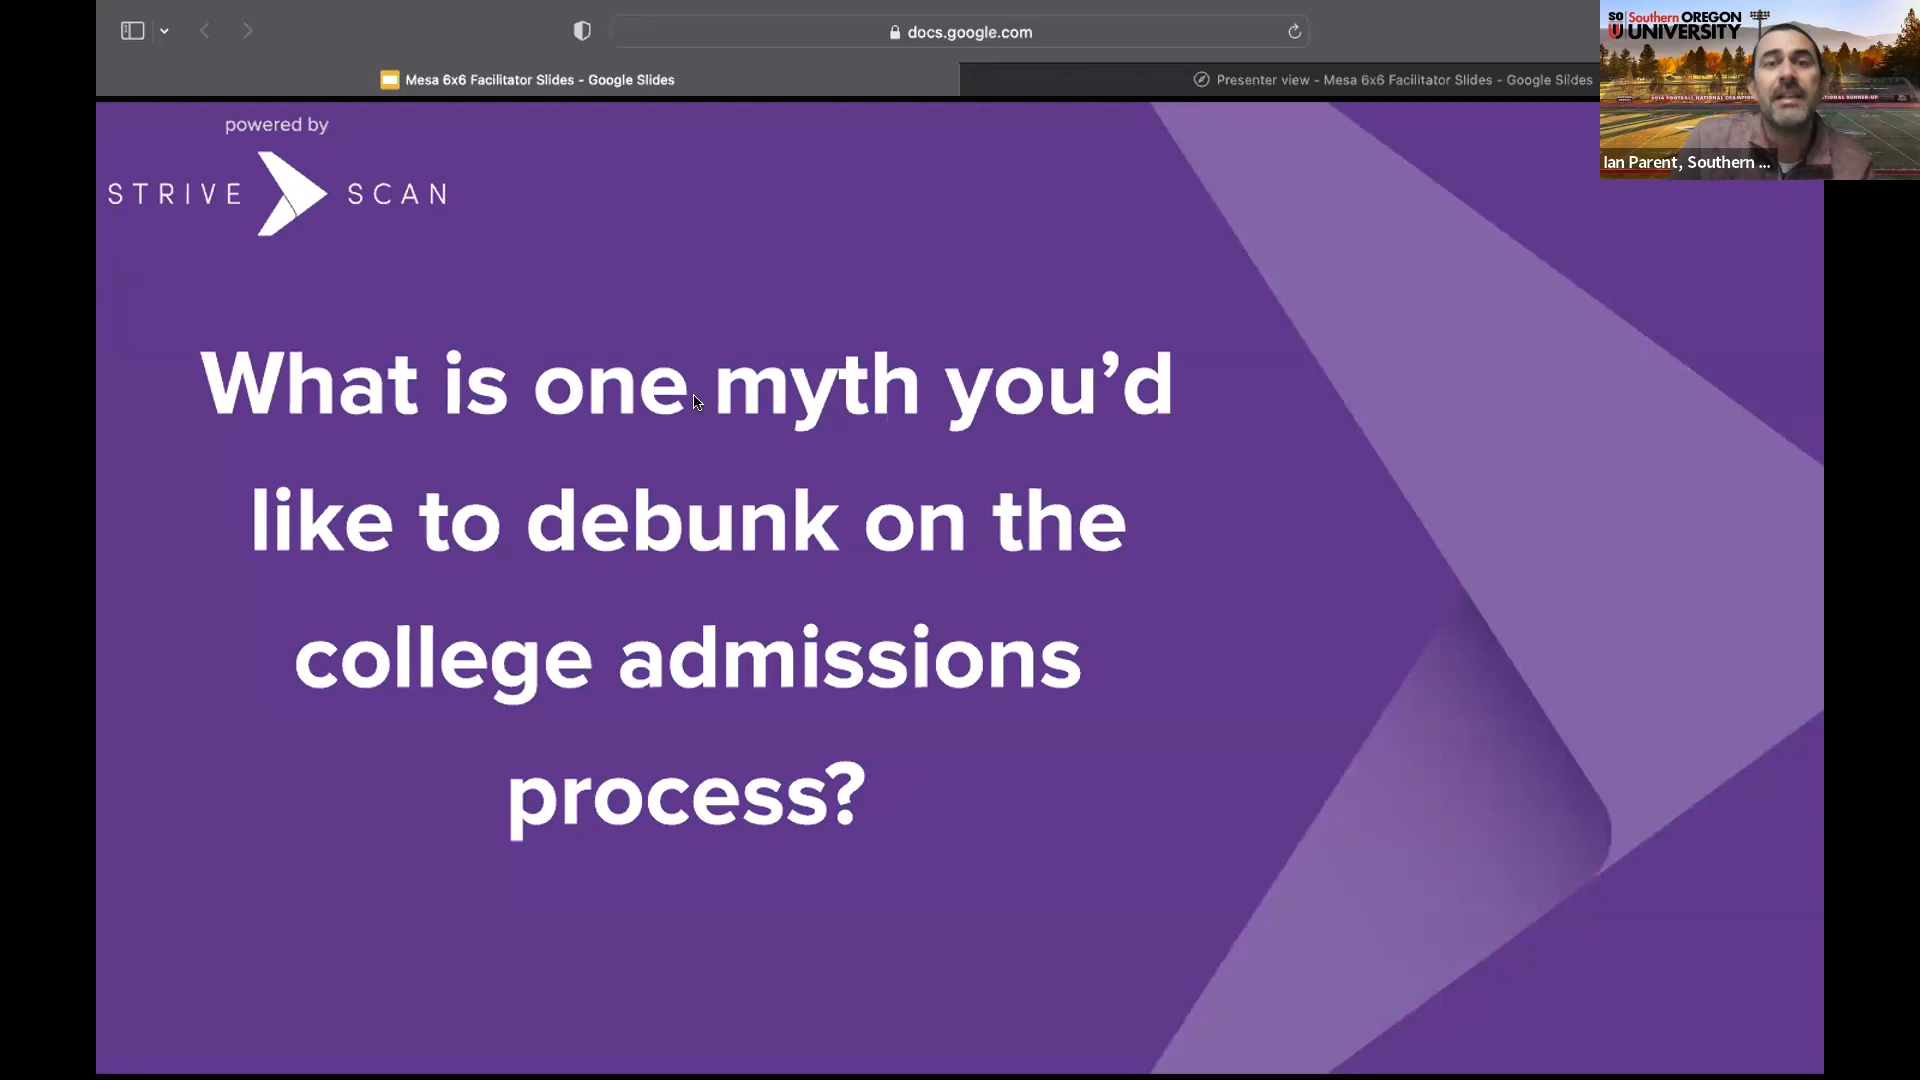 docs.google.com
Mesa 6x6 Facilitator Slides - Google Slides
Presenter view - Mesa 6x6 Facilitator Slides - Google Slides
SO Southern OREGON
U UNIVERSITY
Ian Parent, Southern ...
powered by
STRIVE SCAN
What is one myth you’d
like to debunk on the
college admissions
process?